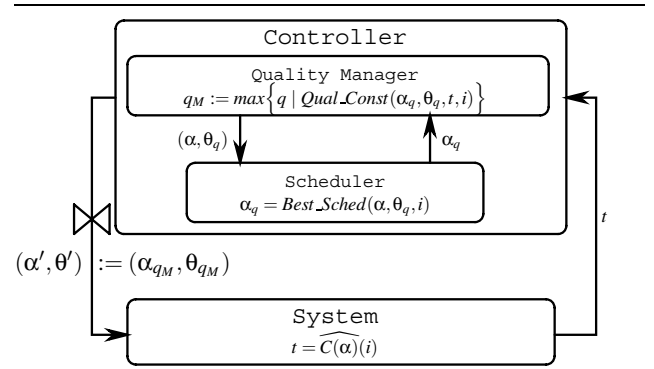 Controller
Quality Manager
q_M := max{q | Qual_Const(α_q, θ_q, t, i)}
(α, θ_q)
α_q
Scheduler
α_q = Best_Sched(α, θ_q, i)
t
(α′, θ′) := (α_{q_M}, θ_{q_M})
System
t = \widehat{C(α)}(i)